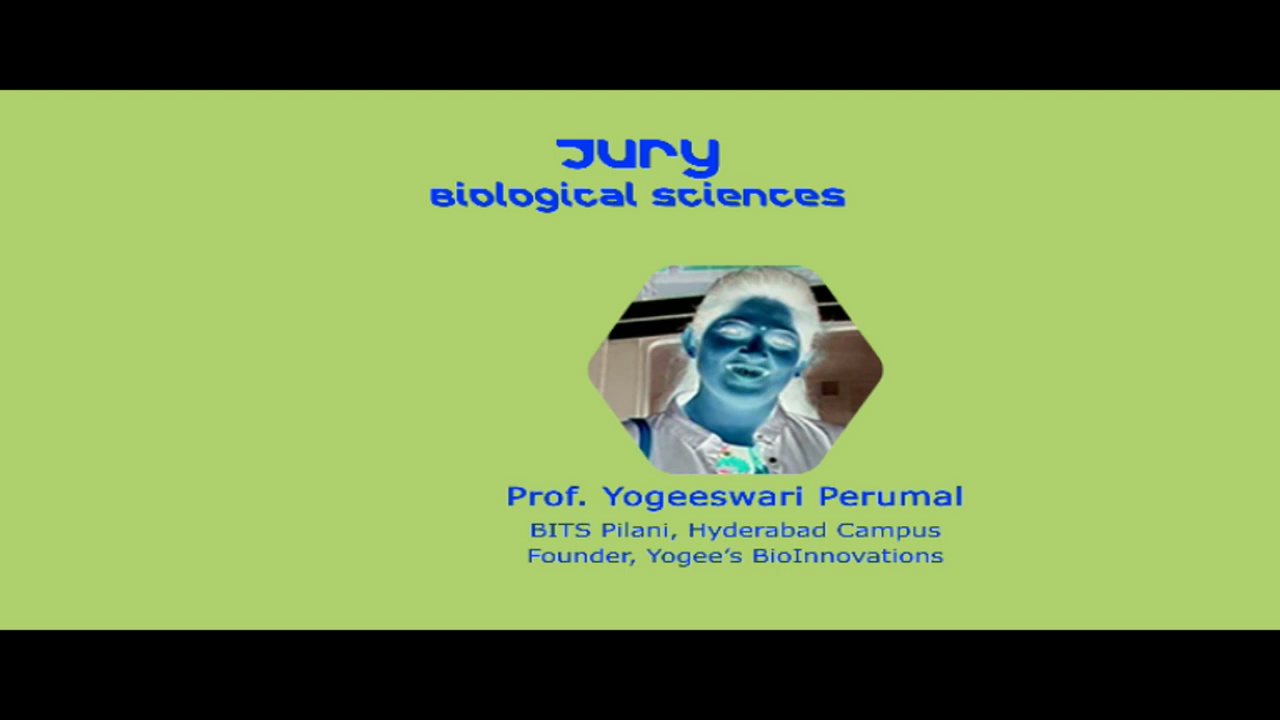 Jury
Biological Sciences
Prof. Yogeeswari Perumal
BITS Pilani, Hyderabad Campus
Founder, Yogee’s BioInnovations